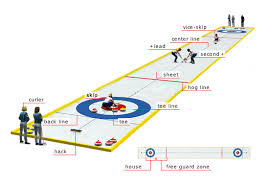 vice-skip
center line
+lead
second+
sheet
hog line
skip
curler
back line
tee
tee line
hack
house
free guard zone